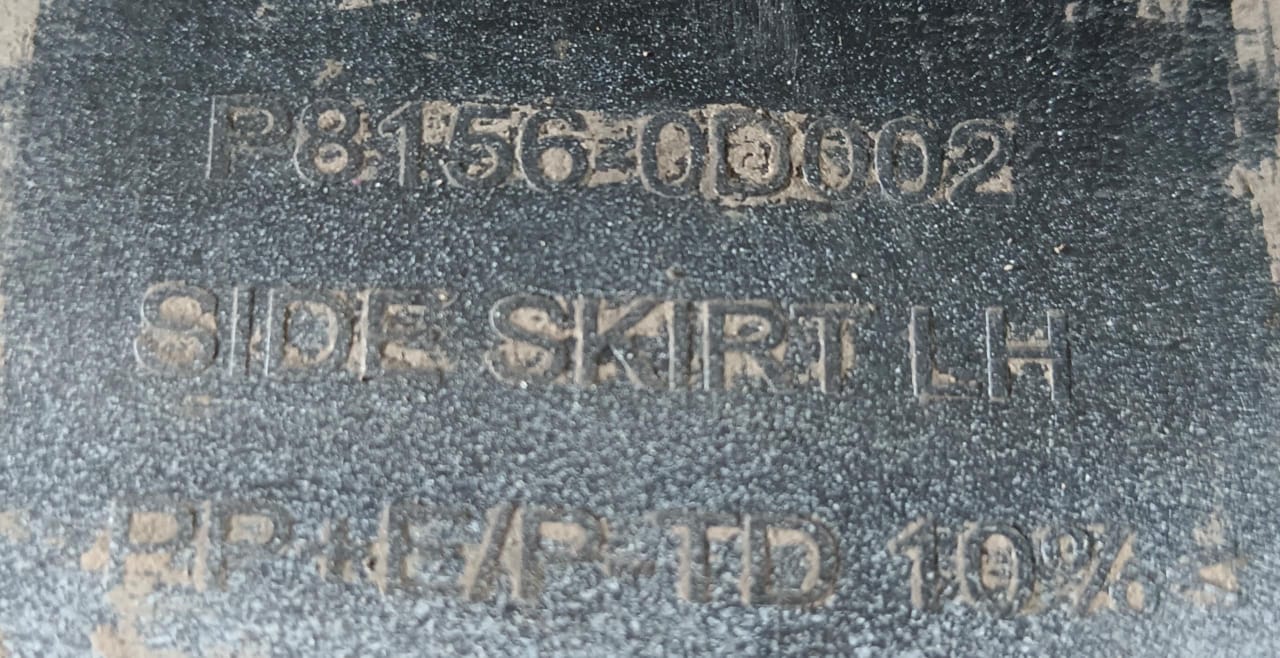 P8156-0D002
SIDE SKIRT LH
>PP+E/P-TD 10%<